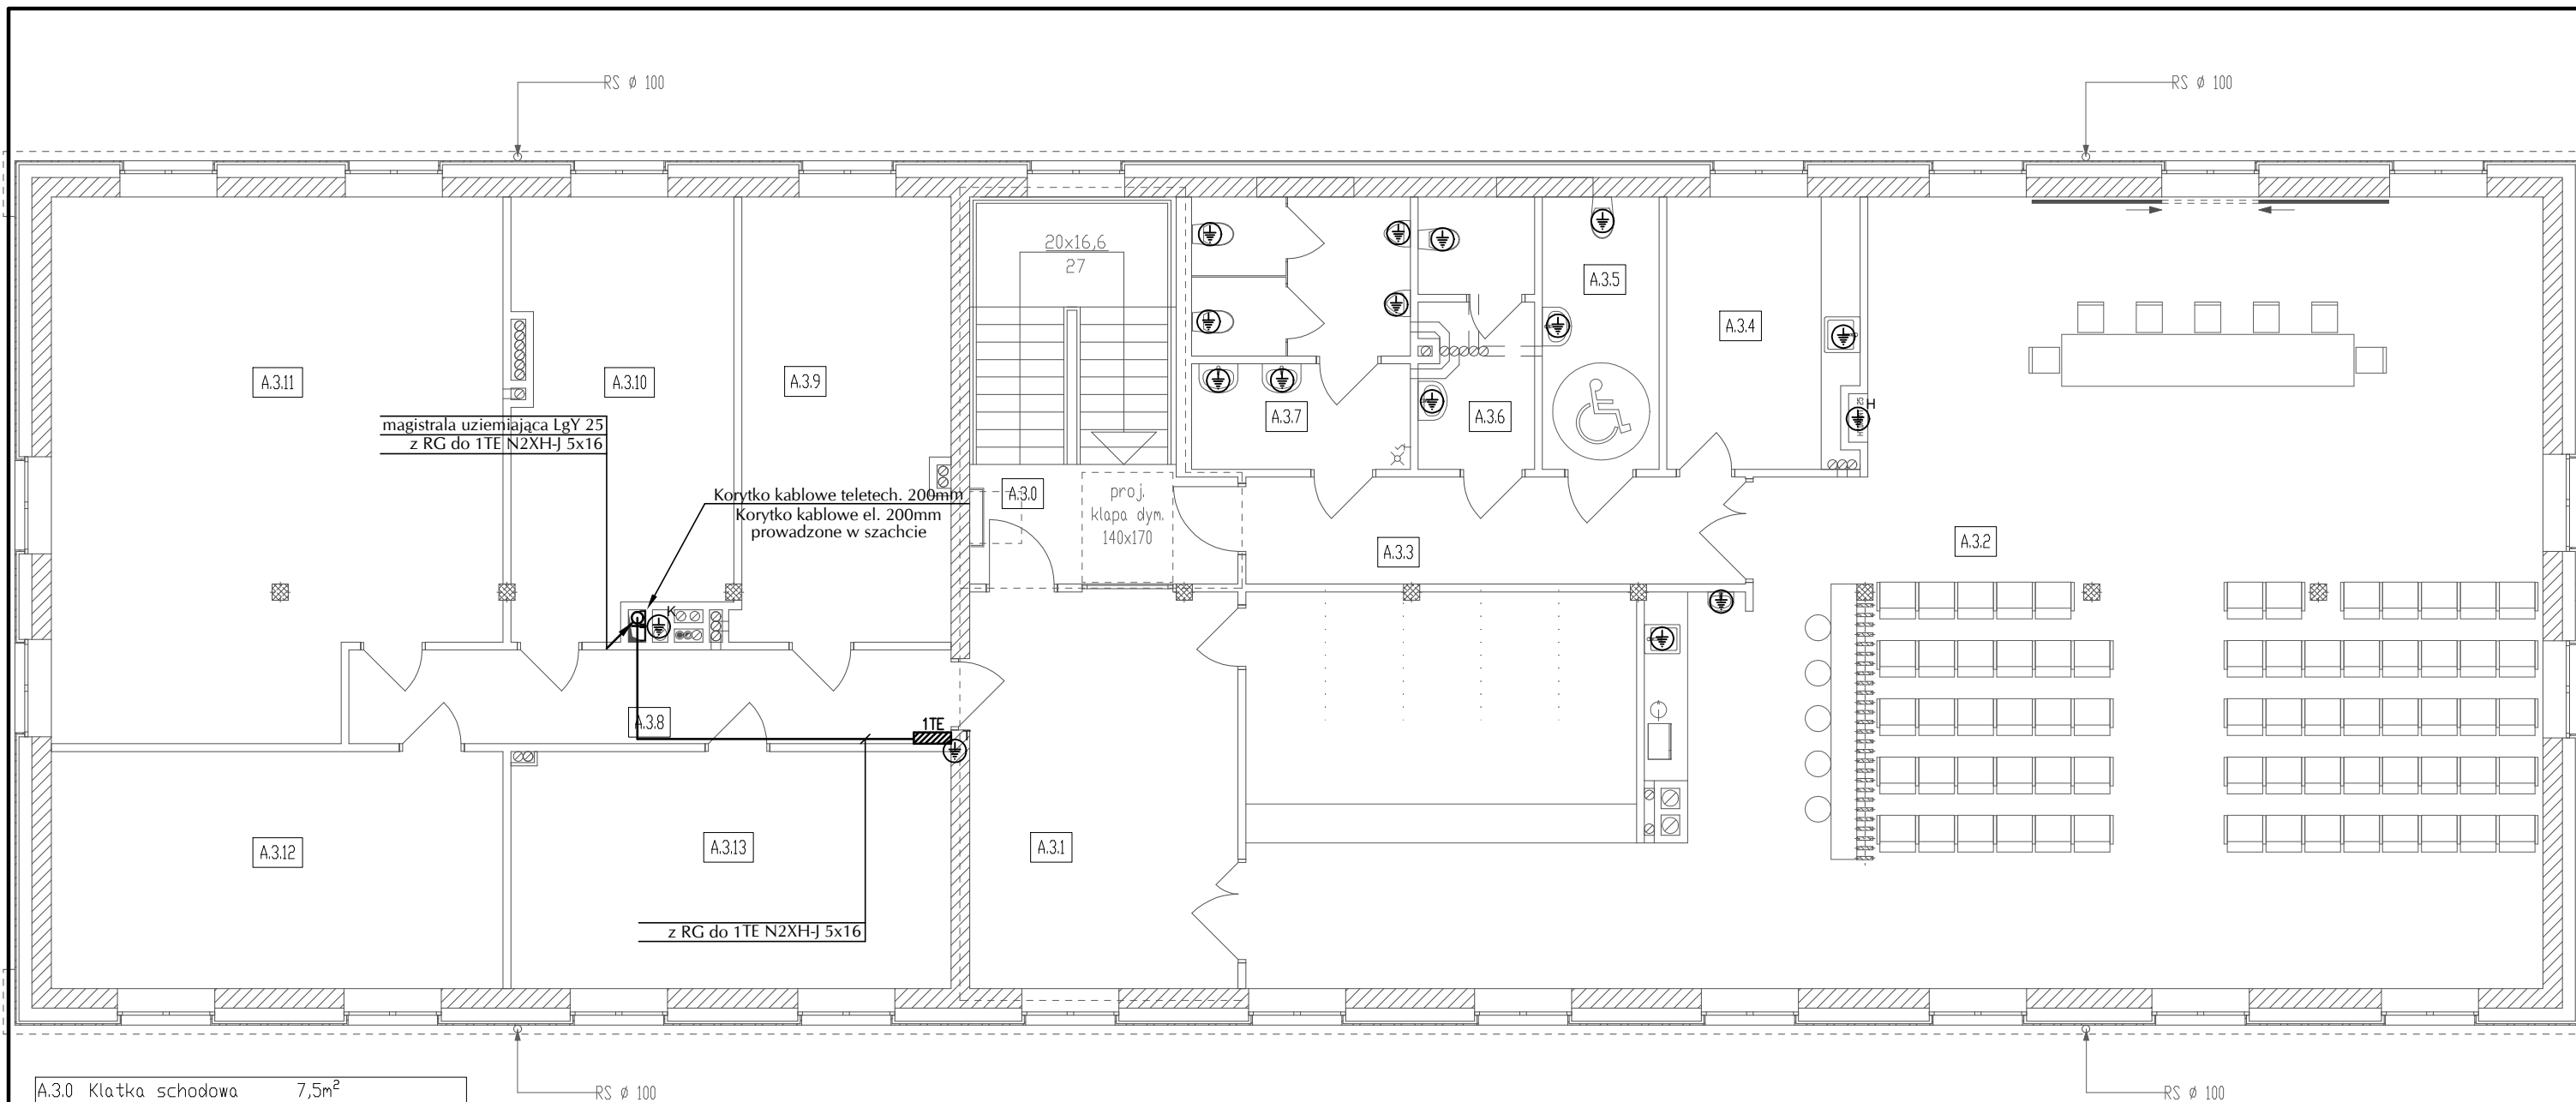 RS ø 100
RS ø 100
20x16,6
27
A.3.5
A.3.4
A.3.11
A.3.10
A.3.9
A.3.7
A.3.6
H
25
magistrala uziemiająca LgY 25
z RG do 1TE N2XH-J 5x16
Korytko kablowe teletech. 200mm
Korytko kablowe el. 200mm
prowadzone w szachcie
A.3.0
proj.
klapa dym.
140x170
A.3.3
A.3.2
K
A.3.8
1TE
A.3.12
A.3.13
A.3.1
z RG do 1TE N2XH-J 5x16
A.3.0 Klatka schodowa 7,5m²
RS ø 100
RS ø 100